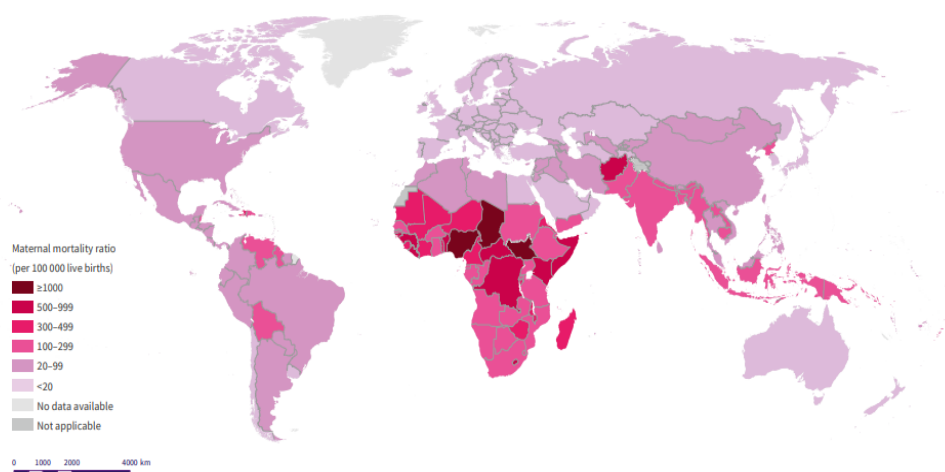 Maternal mortality ratio
(per 100 000 live births)
≥1000
500–999
300–499
100–299
20–99
<20
No data available
Not applicable
0 1000 2000 4000 km